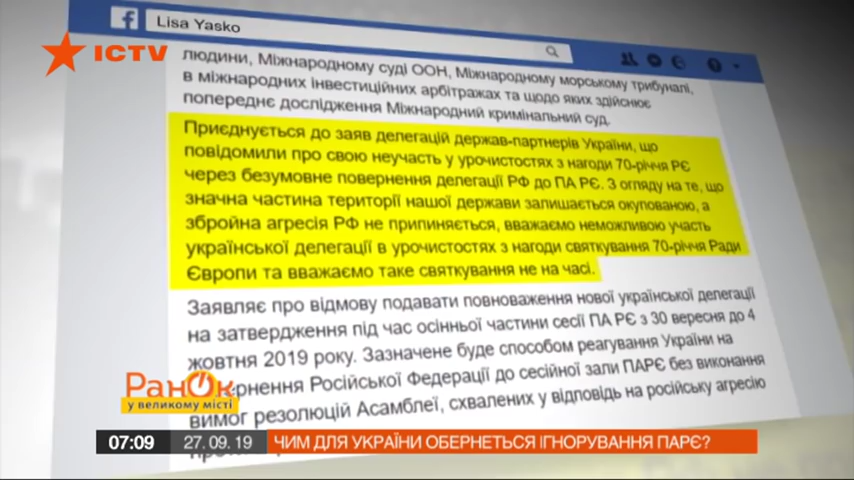 Lisa Yasko
ICTV
людини, Міжнародному суді ООН, Міжнародному морському трибуналі,
в міжнародних інвестиційних арбітражах та щодо яких здійснює
попереднє дослідження Міжнародний кримінальний суд.
Приєднується до заяв делегацій держав-партнерів України, що
повідомили про свою неучасть у урочистостях з нагоди 70-річчя РЄ
через безумовне повернення делегації РФ до ПА РЄ. З огляду на те, що
значна частина території нашої держави залишається окупованою, а
збройна агресія РФ не припиняється, вважаємо неможливою участь
української делегації в урочистостях з нагоди святкування 70-річчя Ради
Європи та вважаємо таке святкування не на часі.
Заявляє про відмову подавати повноваження нової української делегації
на затвердження під час осінньої частини сесії ПА РЄ з 30 вересня до 4
жовтня 2019 року. Зазначене буде способом реагування України на
вернення Російської Федерації до сесійної зали ПАРЄ без виконання
вимог резолюцій Асамблеї, схвалених у відповідь на російську агресію
РаНОк
у великому місті
07:09 27.09.19 ЧИМ ДЛЯ УКРАЇНИ ОБЕРНЕТЬСЯ ІГНОРУВАННЯ ПАРЄ?